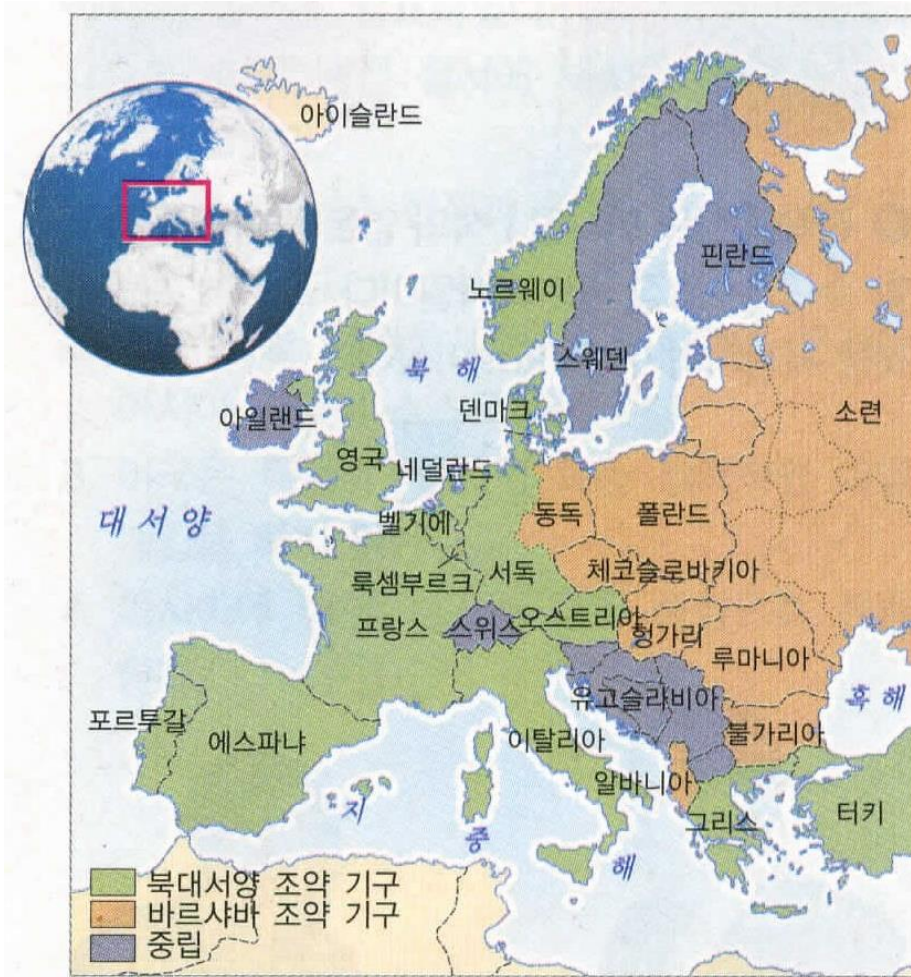 아이슬란드
노르웨이
핀란드
스웨덴
북 해
덴마크
소련
아일랜드
영국
네덜란드
대 서 양
벨기에
동독
폴란드
룩셈부르크
서독
체코슬로바키아
프랑스
스위스
오스트리아
헝가리
루마니아
흑 해
유고슬라비아
포르투갈
에스파냐
이탈리아
불가리아
알바니아
그리스
터키
지 중 해
북대서양 조약 기구
바르샤바 조약 기구
중립